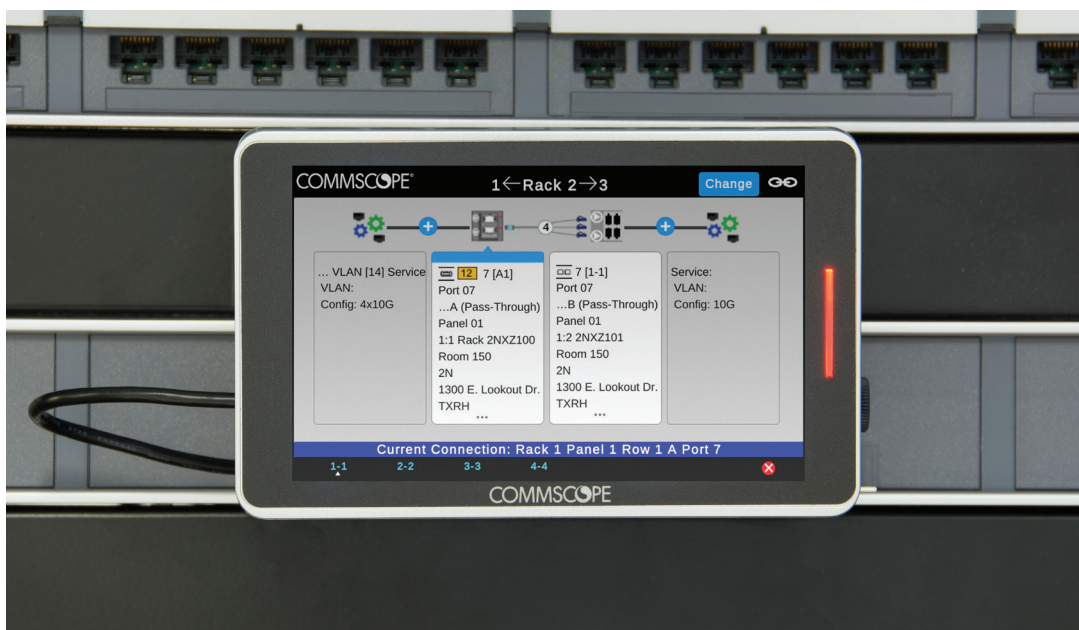 COMMSCOPE®
1←Rack 2→3
Change
4
... VLAN [14] Service
VLAN:
Config: 4x10G
12 7 [A1]
Port 07
...A (Pass-Through)
Panel 01
1:1 Rack 2NXZ100
Room 150
2N
1300 E. Lookout Dr.
TXRH
...
7 [1-1]
Port 07
...B (Pass-Through)
Panel 01
1:2 2NXZ101
Room 150
2N
1300 E. Lookout Dr.
TXRH
...
Service:
VLAN:
Config: 10G
Current Connection: Rack 1 Panel 1 Row 1 A Port 7
1-1 2-2 3-3 4-4
COMMSCOPE